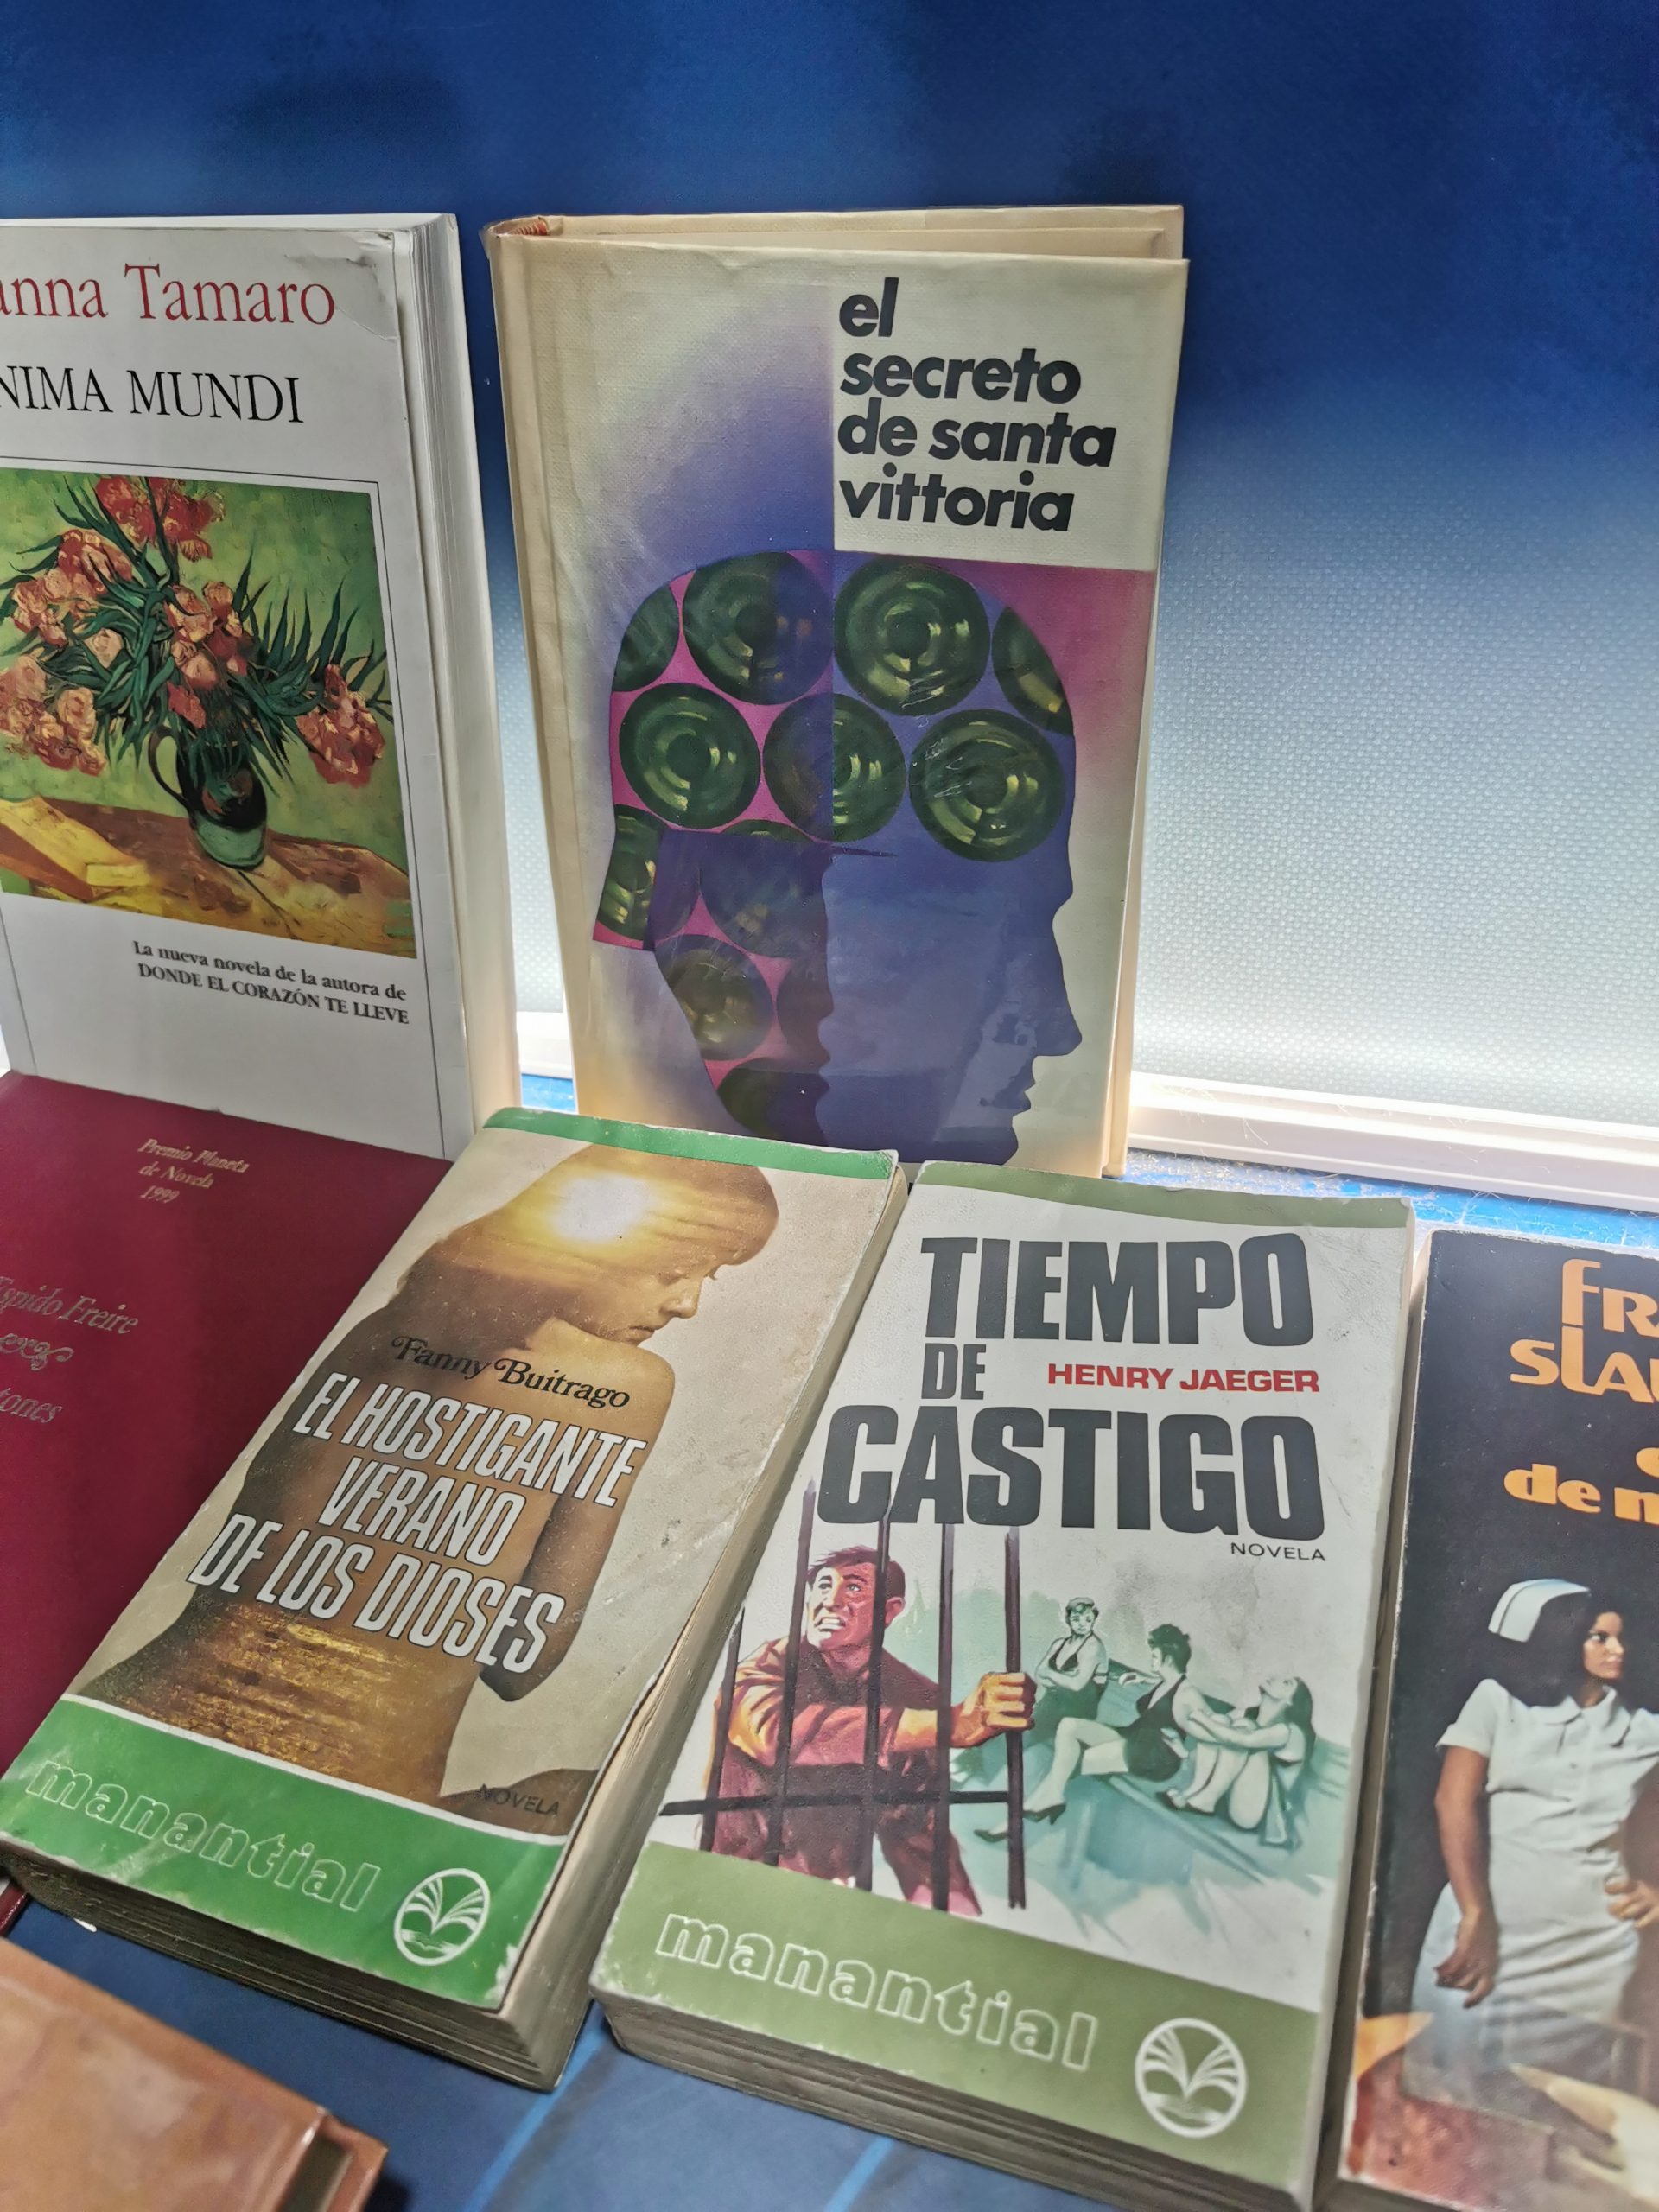 anna Tamaro
NIMA MUNDI
La nueva novela de la autora de
DONDE EL CORAZÓN TE LLEVE
el
secreto
de santa
vittoria
Premio Planeta
de Novela
1999
Espido Freire
tones
Fanny Buitrago
EL HOSTIGANTE
VERANO
DE LOS DIOSES
NOVELA
manantial
TIEMPO
DE
HENRY JAEGER
CASTIGO
NOVELA
manantial
FRA
SLAU
de m